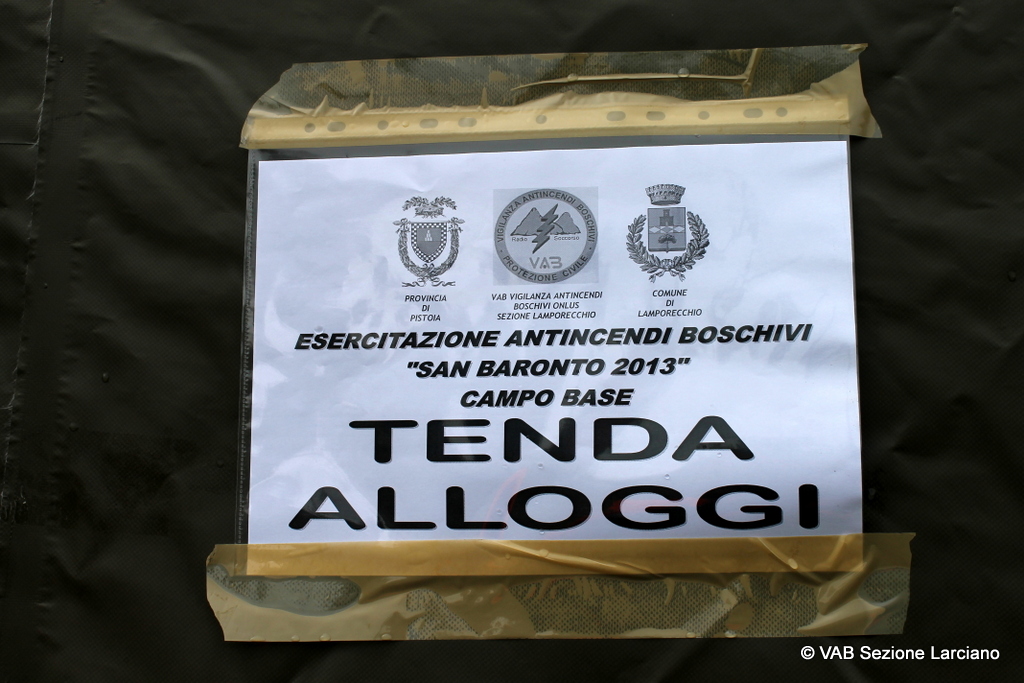 VIGILANZA ANTINCENDI BOSCHIVI
Radio Soccorso
VAB
PROTEZIONE CIVILE
PROVINCIA
DI
PISTOIA
VAB VIGILANZA ANTINCENDI
BOSCHIVI ONLUS
SEZIONE LAMPORECCHIO
COMUNE
DI
LAMPORECCHIO
ESERCITAZIONE ANTINCENDI BOSCHIVI
"SAN BARONTO 2013"
CAMPO BASE
TENDA
ALLOGGI
© VAB Sezione Larciano